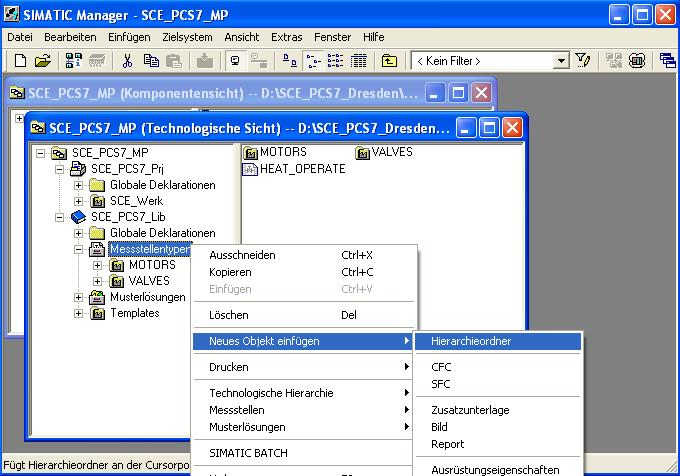 SIMATIC Manager - SCE_PCS7_MP
Datei Bearbeiten Einfügen Zielsystem Ansicht Extras Fenster Hilfe
< Kein Filter >
SCE_PCS7_MP (Komponentensicht) -- D:\SCE_PCS7_Dresden\...
SCE_PCS7_MP (Technologische Sicht) -- D:\SCE_PCS7_Dresden...
SCE_PCS7_MP
SCE_PCS7_Prj
Globale Deklarationen
SCE_Werk
SCE_PCS7_Lib
Globale Deklarationen
Messstellentypen
MOTORS
VALVES
Musterlösungen
Templates
MOTORS VALVES
HEAT_OPERATE
Ausschneiden Ctrl+X
Kopieren Ctrl+C
Einfügen Ctrl+V
Löschen Del
Neues Objekt einfügen
Drucken
Technologische Hierarchie
Messstellen
Musterlösungen
SIMATIC BATCH
Hierarchieordner
CFC
SFC
Zusatzunterlage
Bild
Report
Ausrüstungseigenschaften
Fügt Hierarchieordner an der Cursorpo